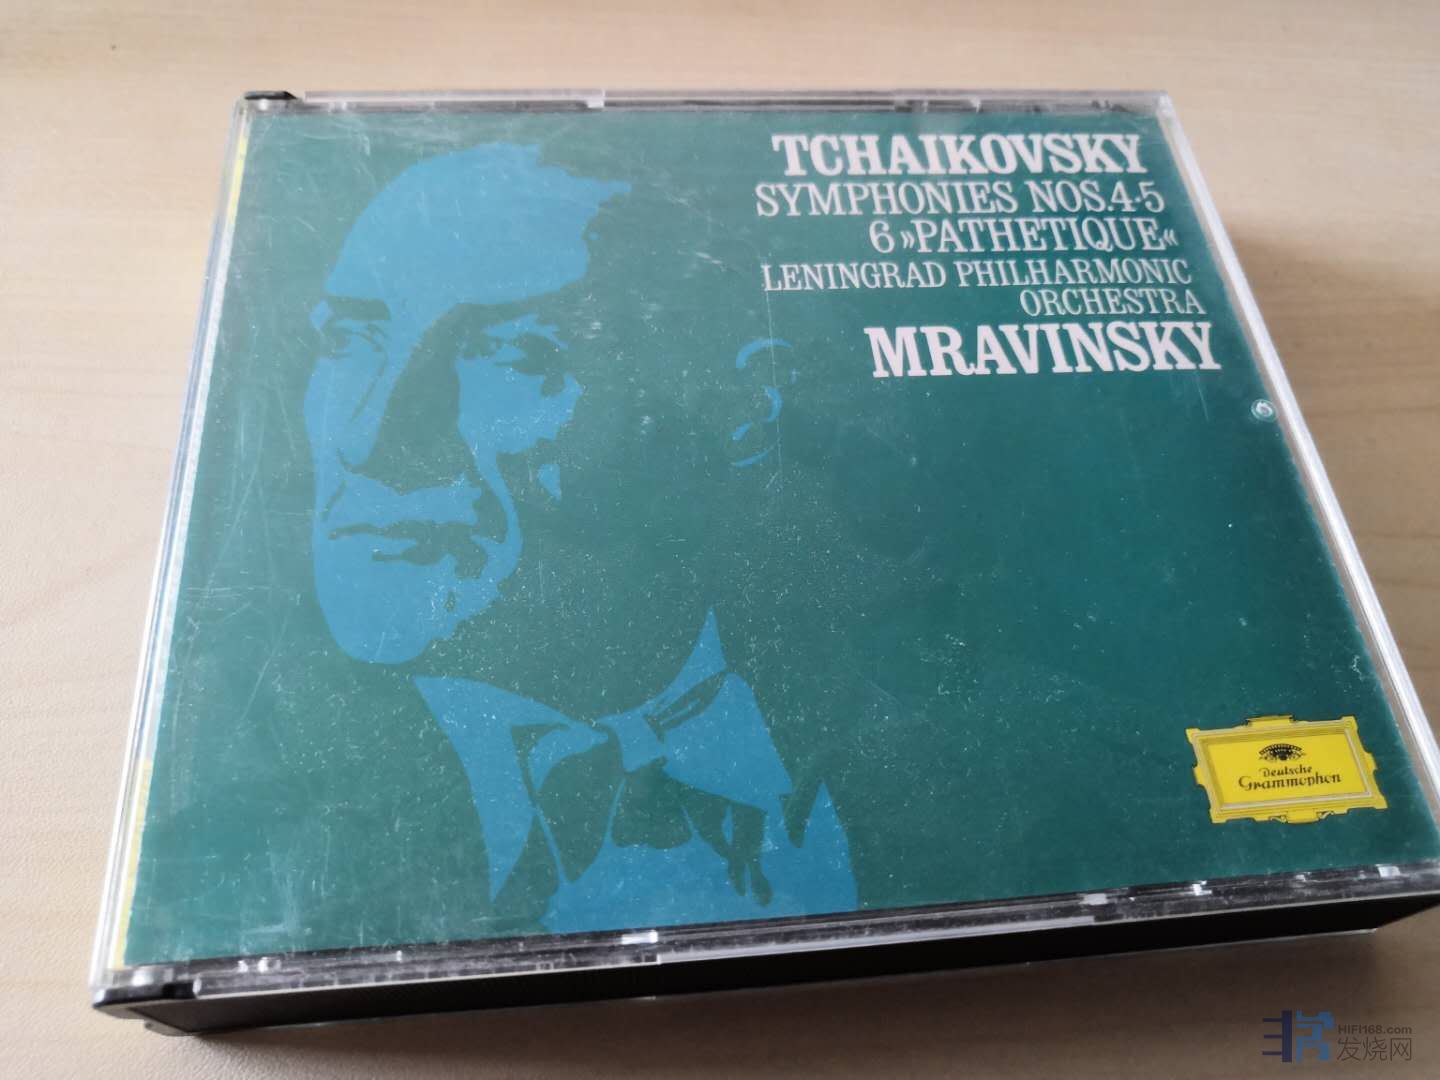 TCHAIKOVSKY
SYMPHONIES NOS.4·5
6 »PATHETIQUE«
LENINGRAD PHILHARMONIC
ORCHESTRA
MRAVINSKY
Deutsche
Grammophon
HIFI168.com
发烧网